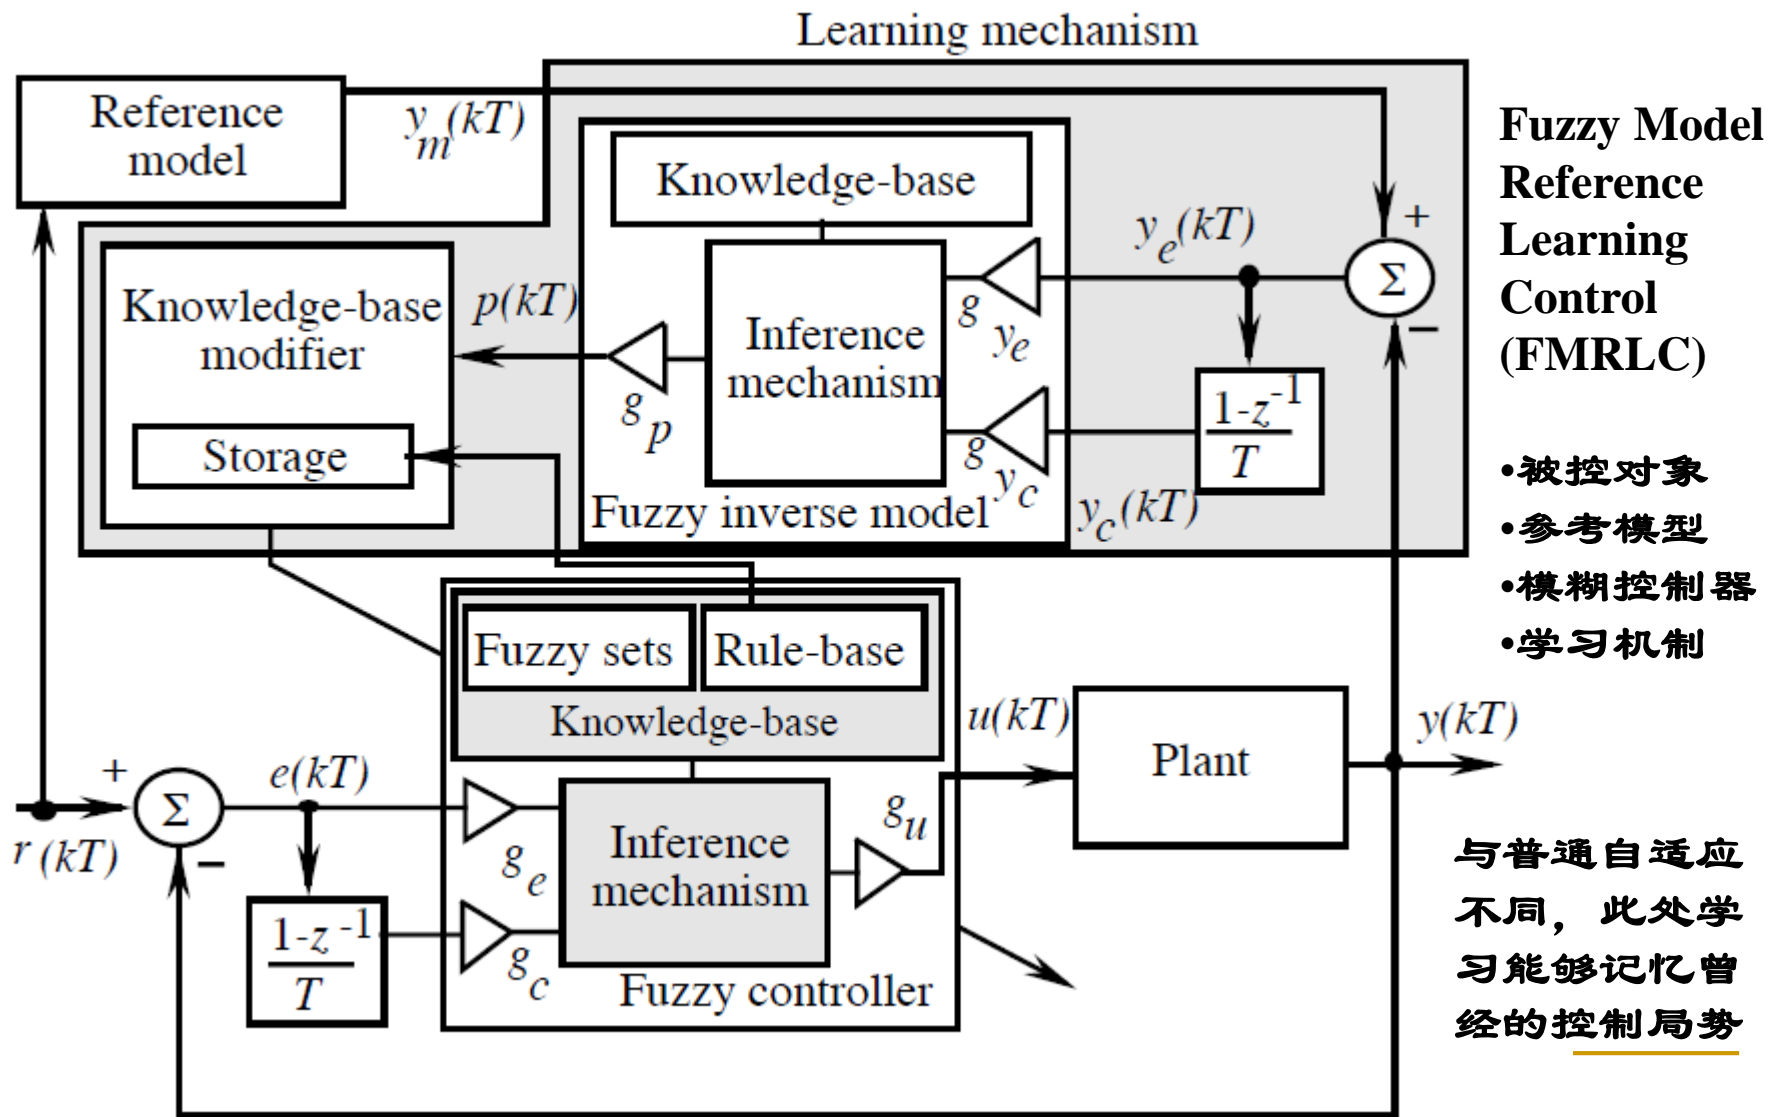 Learning mechanism
Reference
model
y_m(kT)
Knowledge-base
Knowledge-base
modifier
Storage
p(kT)
g_p
Inference
mechanism
g_{y_e}
g_{y_c}
Fuzzy inverse model
y_e(kT)
y_c(kT)
1-z^{-1}
T
Σ
+
−
Fuzzy Model
Reference
Learning
Control
(FMRLC)
•被控对象
•参考模型
•模糊控制器
•学习机制
Fuzzy sets
Rule-base
Knowledge-base
r(kT)
+
Σ
−
e(kT)
1-z^{-1}
T
g_e
g_c
Inference
mechanism
g_u
Fuzzy controller
u(kT)
Plant
y(kT)
与普通自适应
不同，此处学
习能够记忆曾
经的控制局势